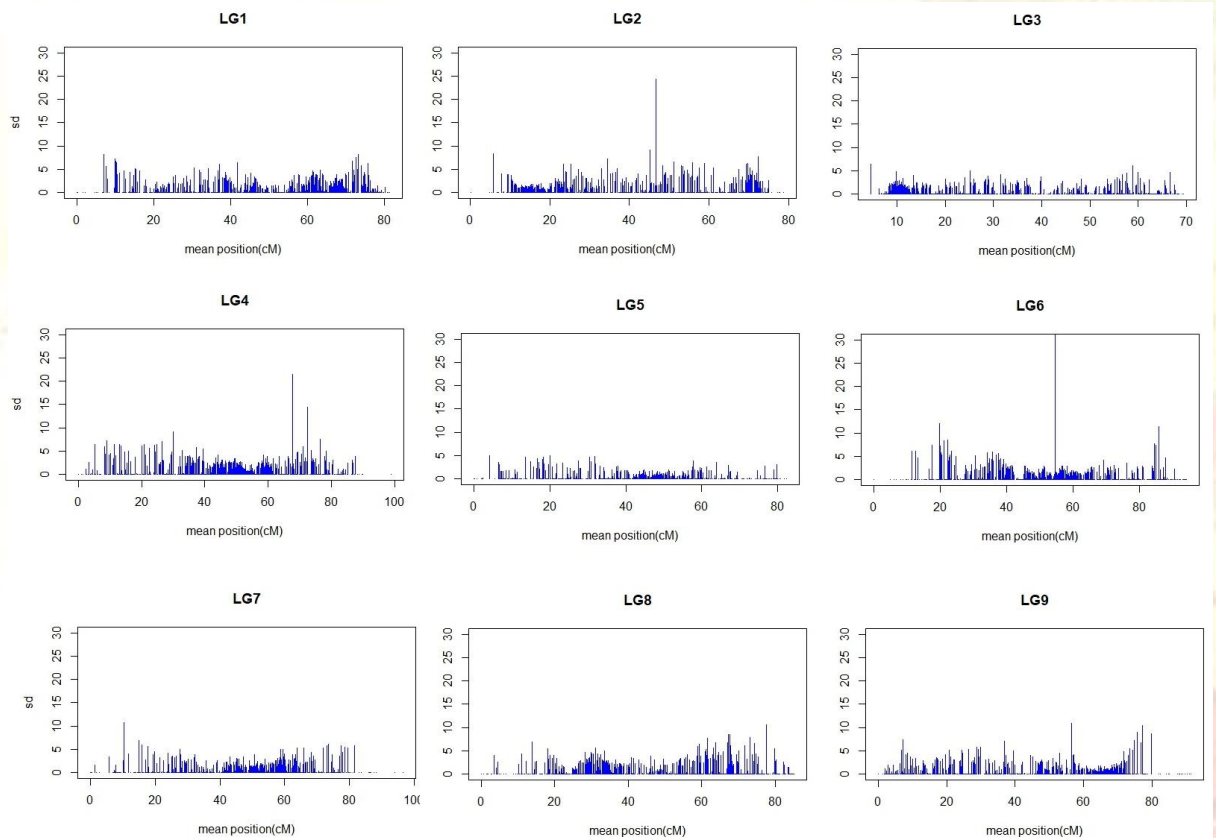 LG1
LG2
LG3
sd
0 5 10 15 20 25 30
0 5 10 15 20 25 30
0 5 10 15 20 25 30
0 20 40 60 80
0 20 40 60 80
10 20 30 40 50 60 70
mean position(cM)
mean position(cM)
mean position(cM)
LG4
LG5
LG6
sd
0 5 10 15 20 25 30
0 5 10 15 20 25 30
0 5 10 15 20 25 30
0 20 40 60 80 100
0 20 40 60 80
0 20 40 60 80
mean position(cM)
mean position(cM)
mean position(cM)
LG7
LG8
LG9
sd
0 5 10 15 20 25 30
0 5 10 15 20 25 30
0 5 10 15 20 25 30
0 20 40 60 80 10
0 20 40 60 80
0 20 40 60 80
mean position(cM)
mean position(cM)
mean position(cM)